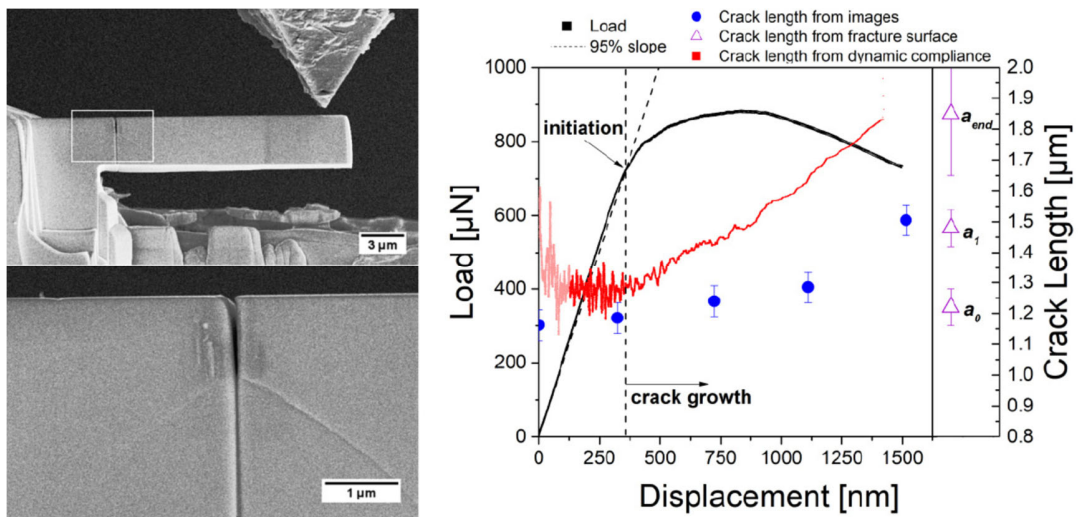 3 µm
1 µm
Load
95% slope
Crack length from images
Crack length from fracture surface
Crack length from dynamic compliance
1000
800
600
400
200
0
Load [µN]
initiation
crack growth
0
250
500
750
1000
1250
1500
Displacement [nm]
a_end
a_1
a_0
2.0
1.9
1.8
1.7
1.6
1.5
1.4
1.3
1.2
1.1
1.0
0.9
0.8
Crack Length [µm]